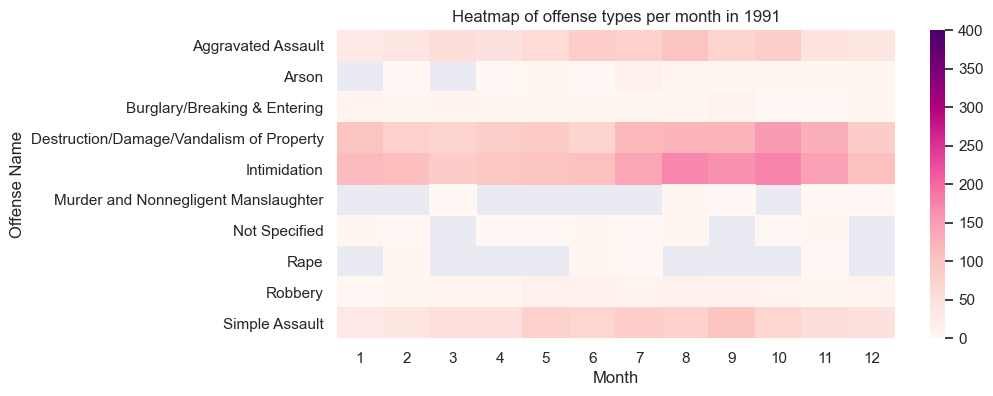 Heatmap of offense types per month in 1991
Offense Name
Aggravated Assault
Arson
Burglary/Breaking & Entering
Destruction/Damage/Vandalism of Property
Intimidation
Murder and Nonnegligent Manslaughter
Not Specified
Rape
Robbery
Simple Assault
1 2 3 4 5 6 7 8 9 10 11 12
Month
400
350
300
250
200
150
100
50
0